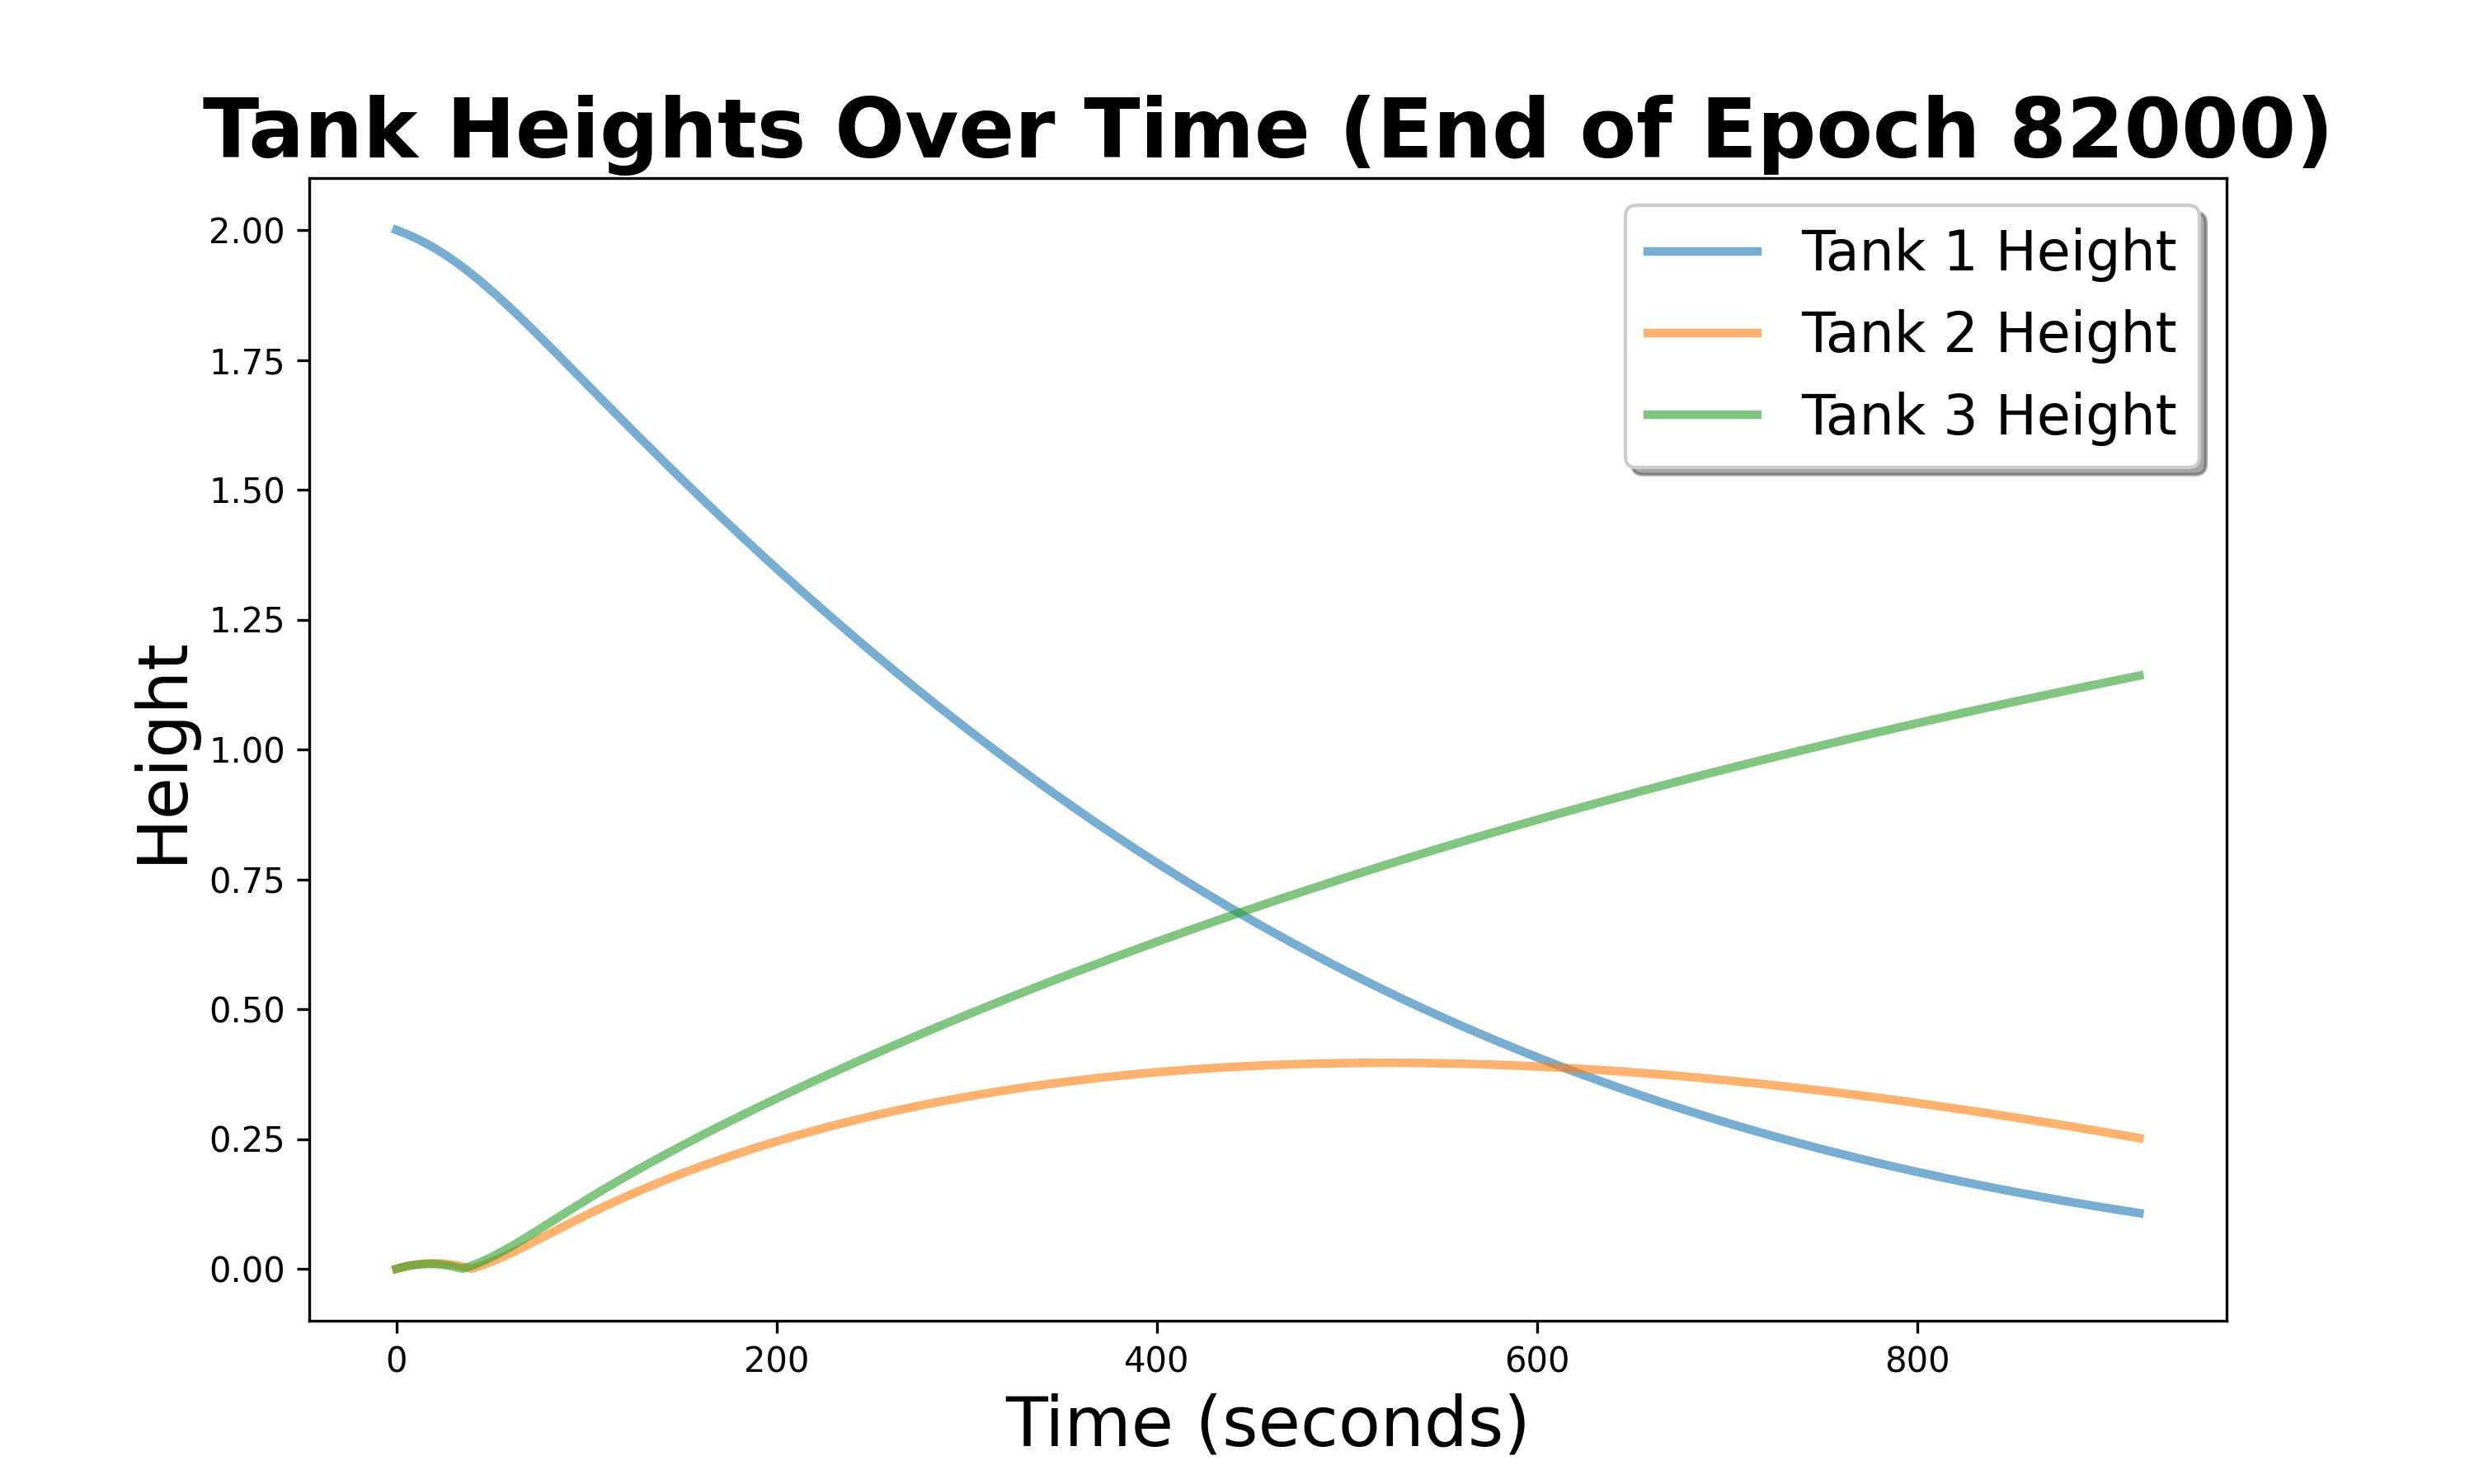 Tank Heights Over Time (End of Epoch 82000)
Tank 1 Height
Tank 2 Height
Tank 3 Height
Height
2.00
1.75
1.50
1.25
1.00
0.75
0.50
0.25
0.00
0 200 400 600 800
Time (seconds)